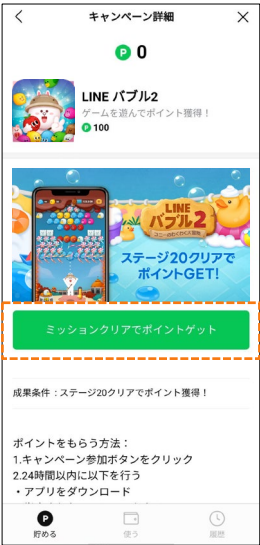 キャンペーン詳細
P 0
LINE バブル2
ゲームを遊んでポイント獲得！
P 100
LINE
バブル2
ステージ20クリアで
ポイントGET!
ミッションクリアでポイントゲット
成果条件：ステージ20クリアでポイント獲得！
ポイントをもらう方法：
1.キャンペーン参加ボタンをクリック
2.24時間以内に以下を行う
・アプリをダウンロード
P
貯める
使う
履歴